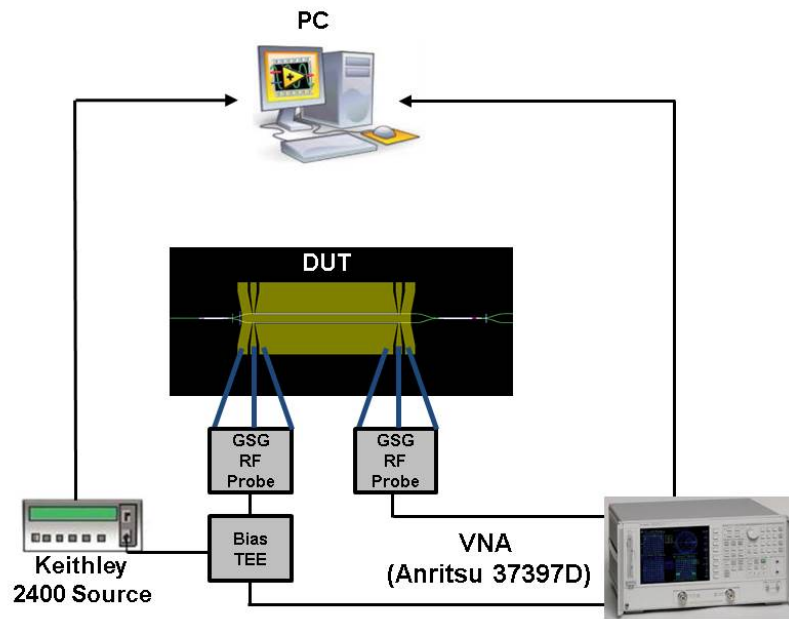 PC
DUT
GSG
RF
Probe
GSG
RF
Probe
Bias
TEE
Keithley
2400 Source
VNA
(Anritsu 37397D)